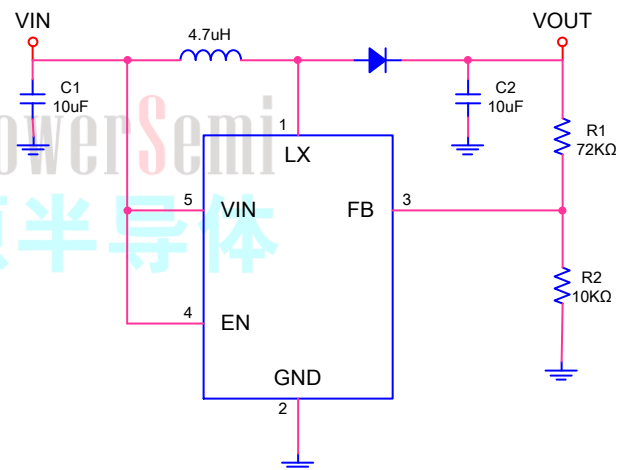 VIN
VOUT
4.7uH
C1
10uF
C2
10uF
R1
72KΩ
1
LX
5
VIN
FB
3
4
EN
R2
10KΩ
GND
2
owerSemi
源半导体